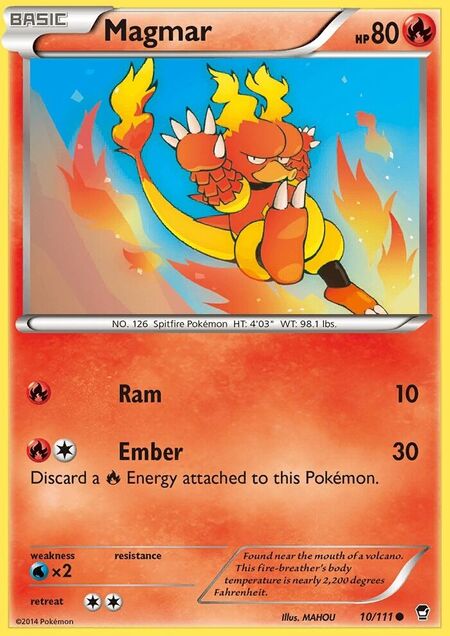 BASIC Magmar HP80
NO. 126 Spitfire Pokémon HT: 4'03" WT: 98.1 lbs.
Ram 10
Ember 30
Discard a Energy attached to this Pokémon.
weakness resistance
×2
retreat
Found near the mouth of a volcano.
This fire-breather's body
temperature is nearly 2,200 degrees
Fahrenheit.
©2014 Pokémon Illus. MAHOU 10/111